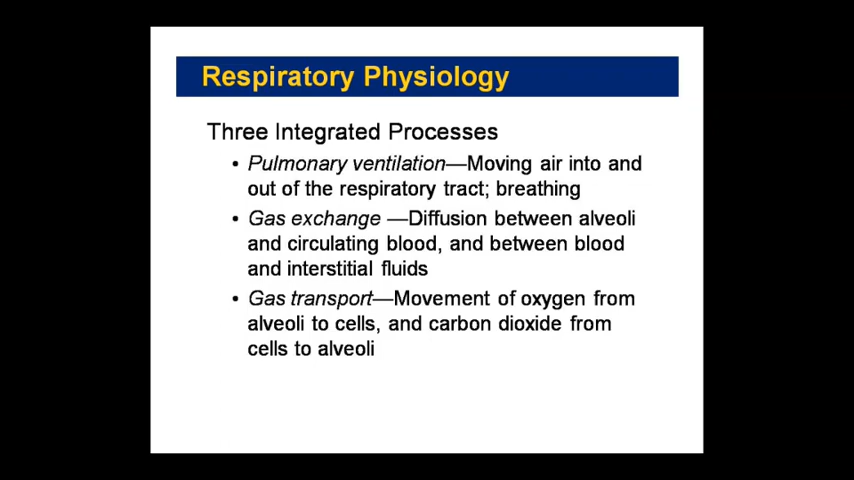 Respiratory Physiology
Three Integrated Processes
• Pulmonary ventilation—Moving air into and
out of the respiratory tract; breathing
• Gas exchange —Diffusion between alveoli
and circulating blood, and between blood
and interstitial fluids
• Gas transport—Movement of oxygen from
alveoli to cells, and carbon dioxide from
cells to alveoli